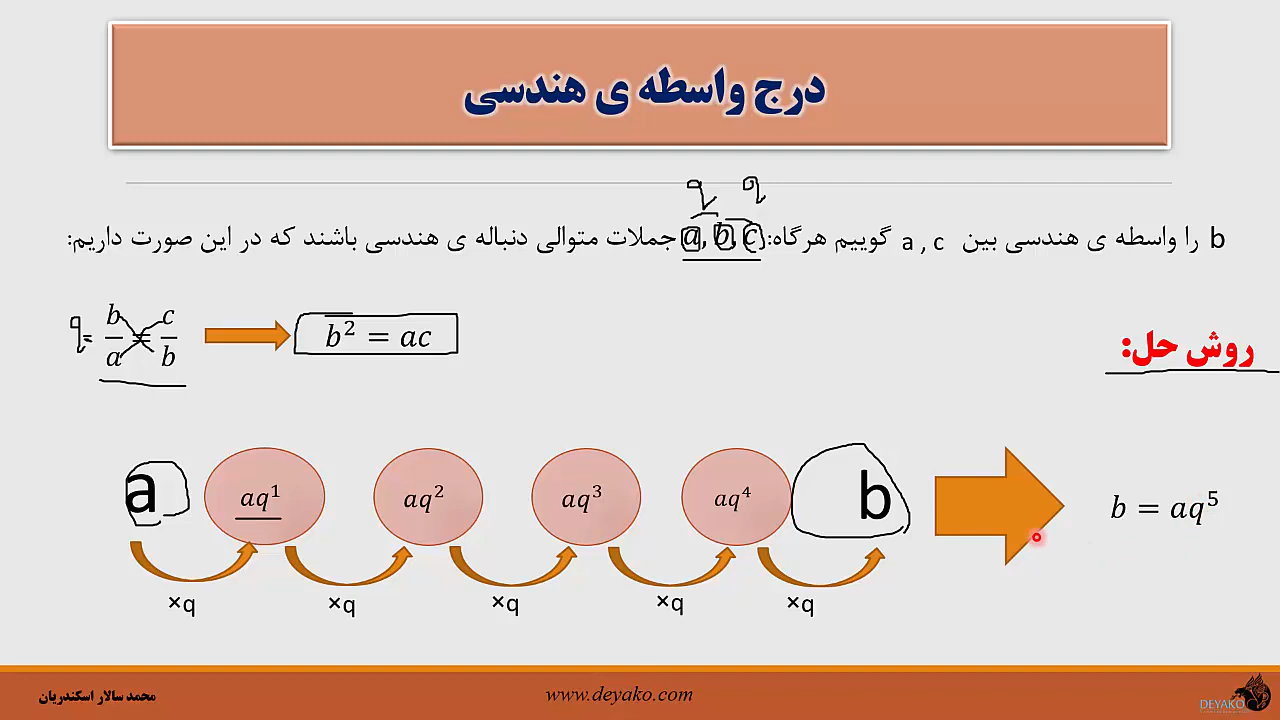 درج واسطه ی هندسی
q q
b را واسطه ی هندسی بین a , c گوییم هرگاه: (a, b, c) جملات متوالی دنباله ی هندسی باشند که در این صورت داریم:
q = b/a = c/b
b² = ac
روش حل:
a aq¹ aq² aq³ aq⁴ b
b = aq⁵
×q ×q ×q ×q ×q
محمد سالار اسکندریان
www.deyako.com
DEYAKO